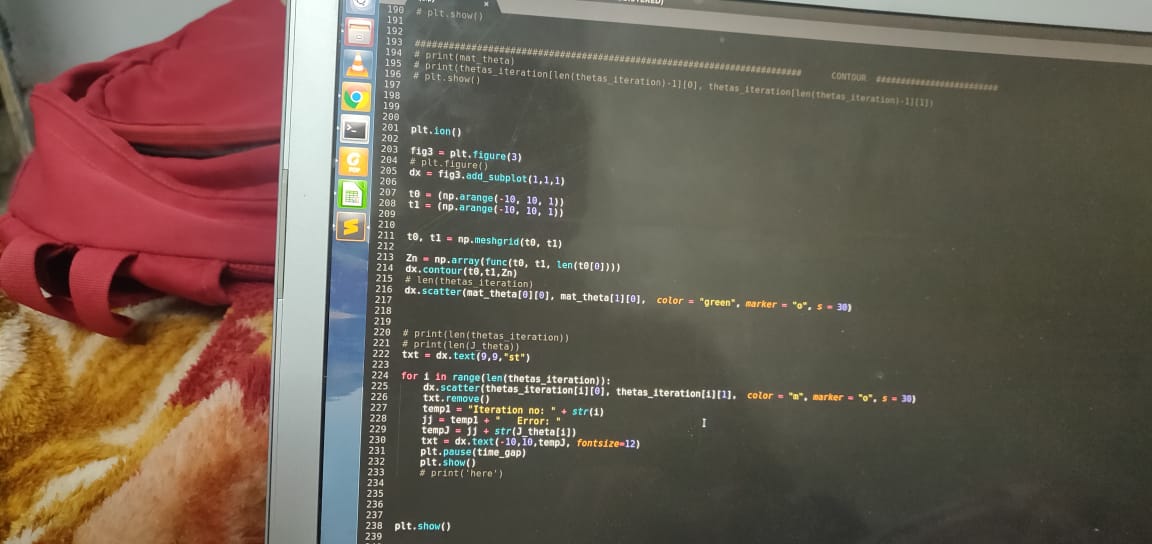 190 # plt.show()
191
192
193 ####################################################################
194 # print(mat_theta) CONTOUR #########################
195 # print(thetas_iteration[len(thetas_iteration)-1][0], thetas_iteration[len(thetas_iteration)-1][1])
196 # plt.show()
197
198
199
200
201 plt.ion()
202
203 fig3 = plt.figure(3)
204 # plt.figure()
205 dx = fig3.add_subplot(1,1,1)
206
207 t0 = (np.arange(-10, 10, 1))
208 t1 = (np.arange(-10, 10, 1))
209
210
211 t0, t1 = np.meshgrid(t0, t1)
212
213 Zn = np.array(func(t0, t1, len(t0[0])))
214 dx.contour(t0,t1,Zn)
215 # len(thetas_iteration)
216 dx.scatter(mat_theta[0][0], mat_theta[1][0], color = "green", marker = "o", s = 30)
217
218
219
220 # print(len(thetas_iteration))
221 # print(len(J_theta))
222 txt = dx.text(9,9,"st")
223
224 for i in range(len(thetas_iteration)):
225 dx.scatter(thetas_iteration[i][0], thetas_iteration[i][1], color = "m", marker = "o", s = 30)
226 txt.remove()
227 temp1 = "Iteration no: " + str(i)
228 jj = temp1 + "   Error: "
229 tempJ = jj + str(J_theta[i])
230 txt = dx.text(-10,10,tempJ, fontsize=12)
231 plt.pause(time_gap)
232 plt.show()
233 # print('here')
234
235
236
237
238 plt.show()
239